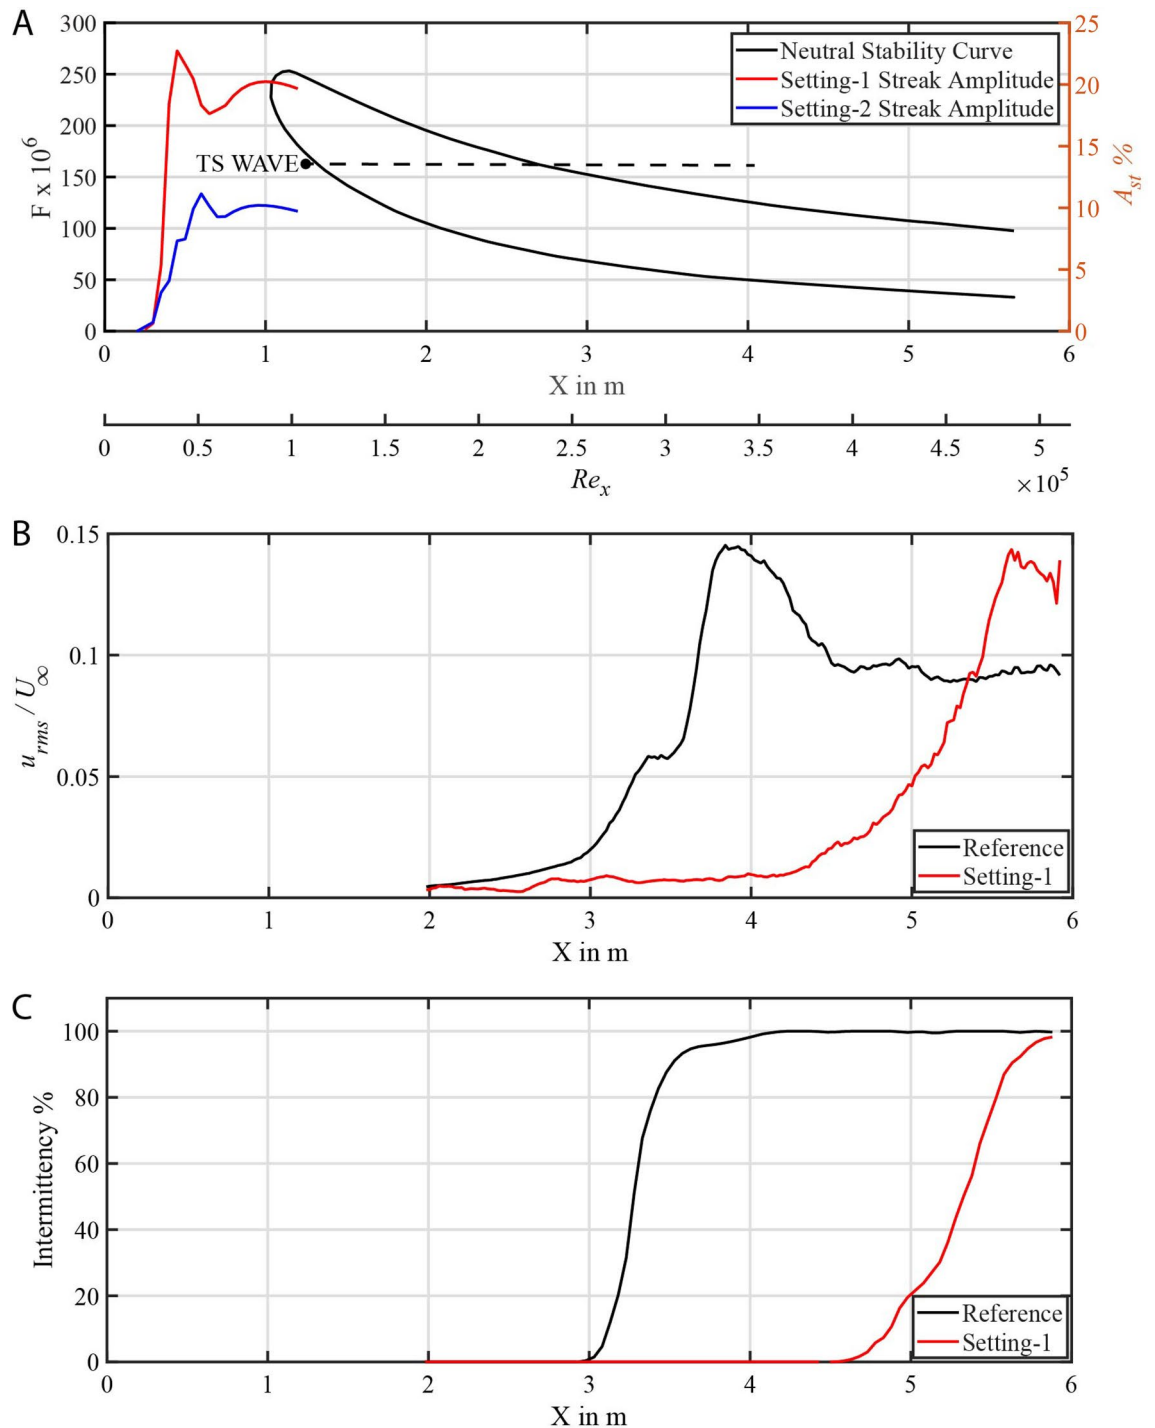 A
300
250
200
150
100
50
0
F x 10^6
25
20
15
10
5
0
A_st %
Neutral Stability Curve
Setting-1 Streak Amplitude
Setting-2 Streak Amplitude
TS WAVE
0 1 2 3 4 5 6
X in m
0 0.5 1 1.5 2 2.5 3 3.5 4 4.5 5
Re_x
×10^5
B
0.15
0.1
0.05
0
u_rms / U_∞
Reference
Setting-1
0 1 2 3 4 5 6
X in m
C
100
80
60
40
20
0
Intermittency %
Reference
Setting-1
0 1 2 3 4 5 6
X in m